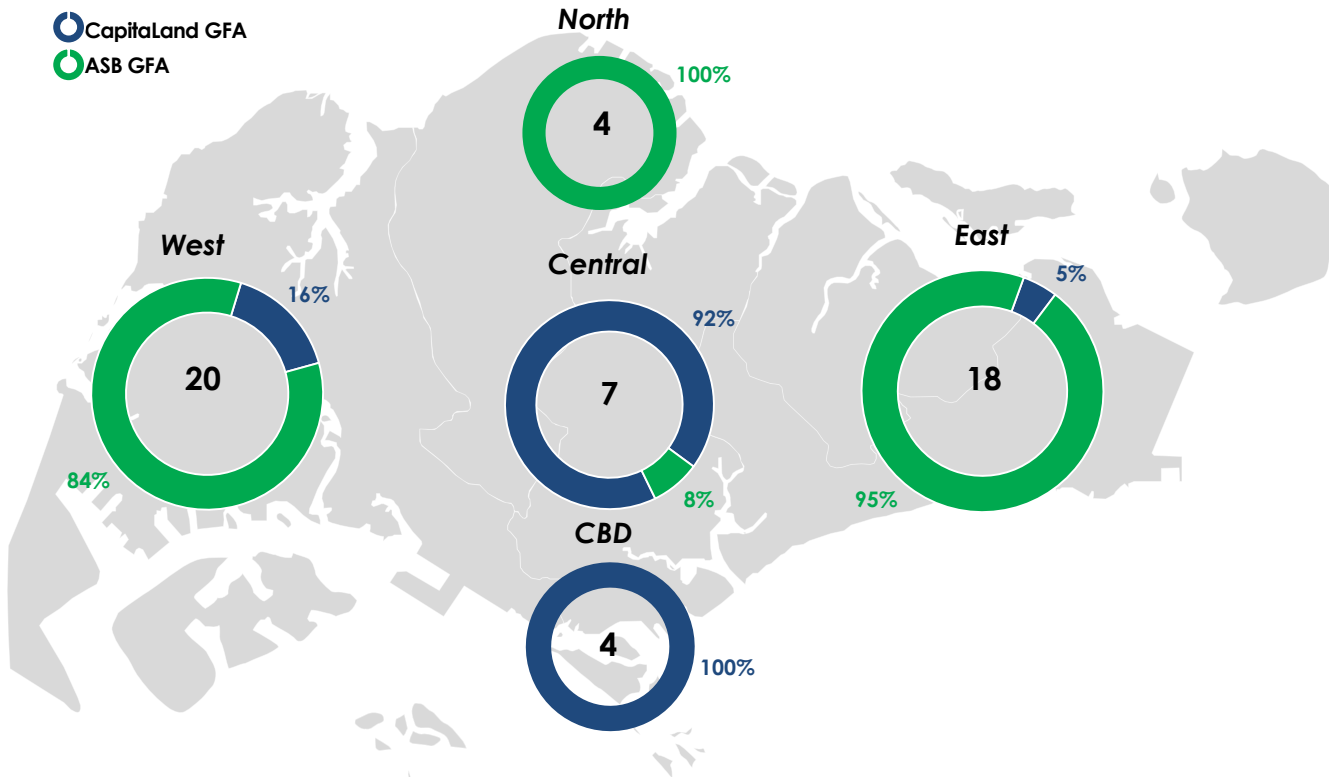 CapitaLand GFA
ASB GFA
North
100%
4
West
16%
20
84%
Central
92%
7
8%
East
5%
18
95%
CBD
4
100%